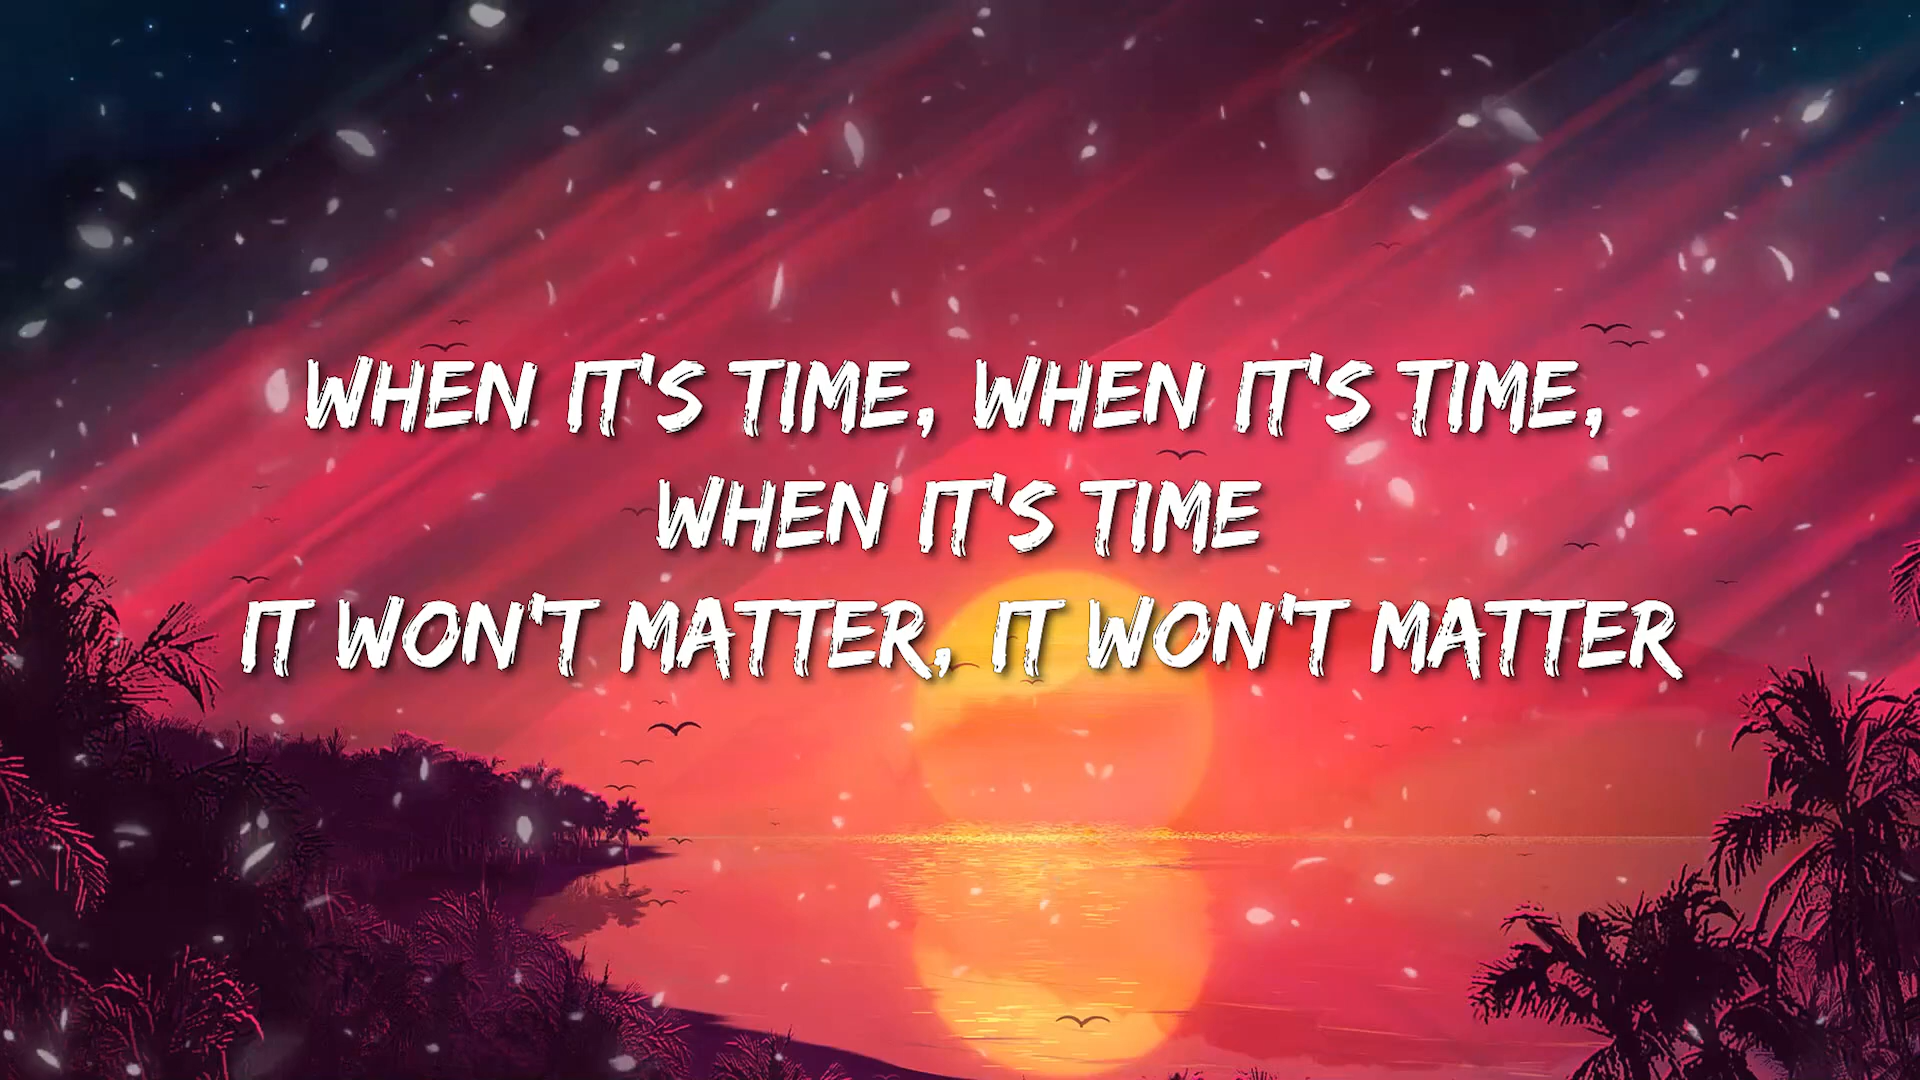 WHEN IT'S TIME, WHEN IT'S TIME,
WHEN IT'S TIME
IT WON'T MATTER, IT WON'T MATTER